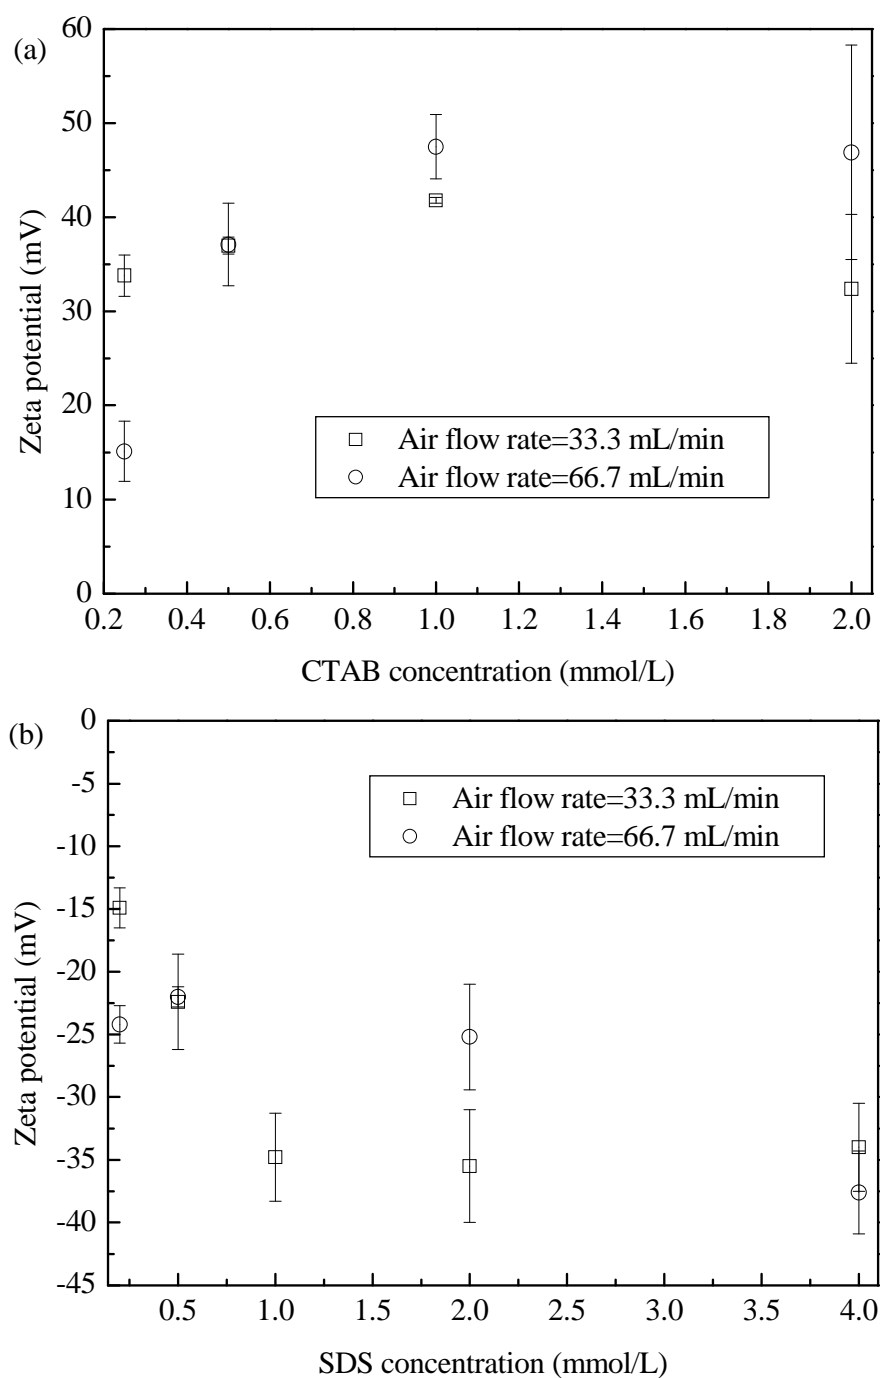 (a)
60
50
40
30
20
10
0
Zeta potential (mV)
Air flow rate=33.3 mL/min
Air flow rate=66.7 mL/min
0.2 0.4 0.6 0.8 1.0 1.2 1.4 1.6 1.8 2.0
CTAB concentration (mmol/L)
(b)
0
-5
-10
-15
-20
-25
-30
-35
-40
-45
Zeta potential (mV)
Air flow rate=33.3 mL/min
Air flow rate=66.7 mL/min
0.5 1.0 1.5 2.0 2.5 3.0 3.5 4.0
SDS concentration (mmol/L)